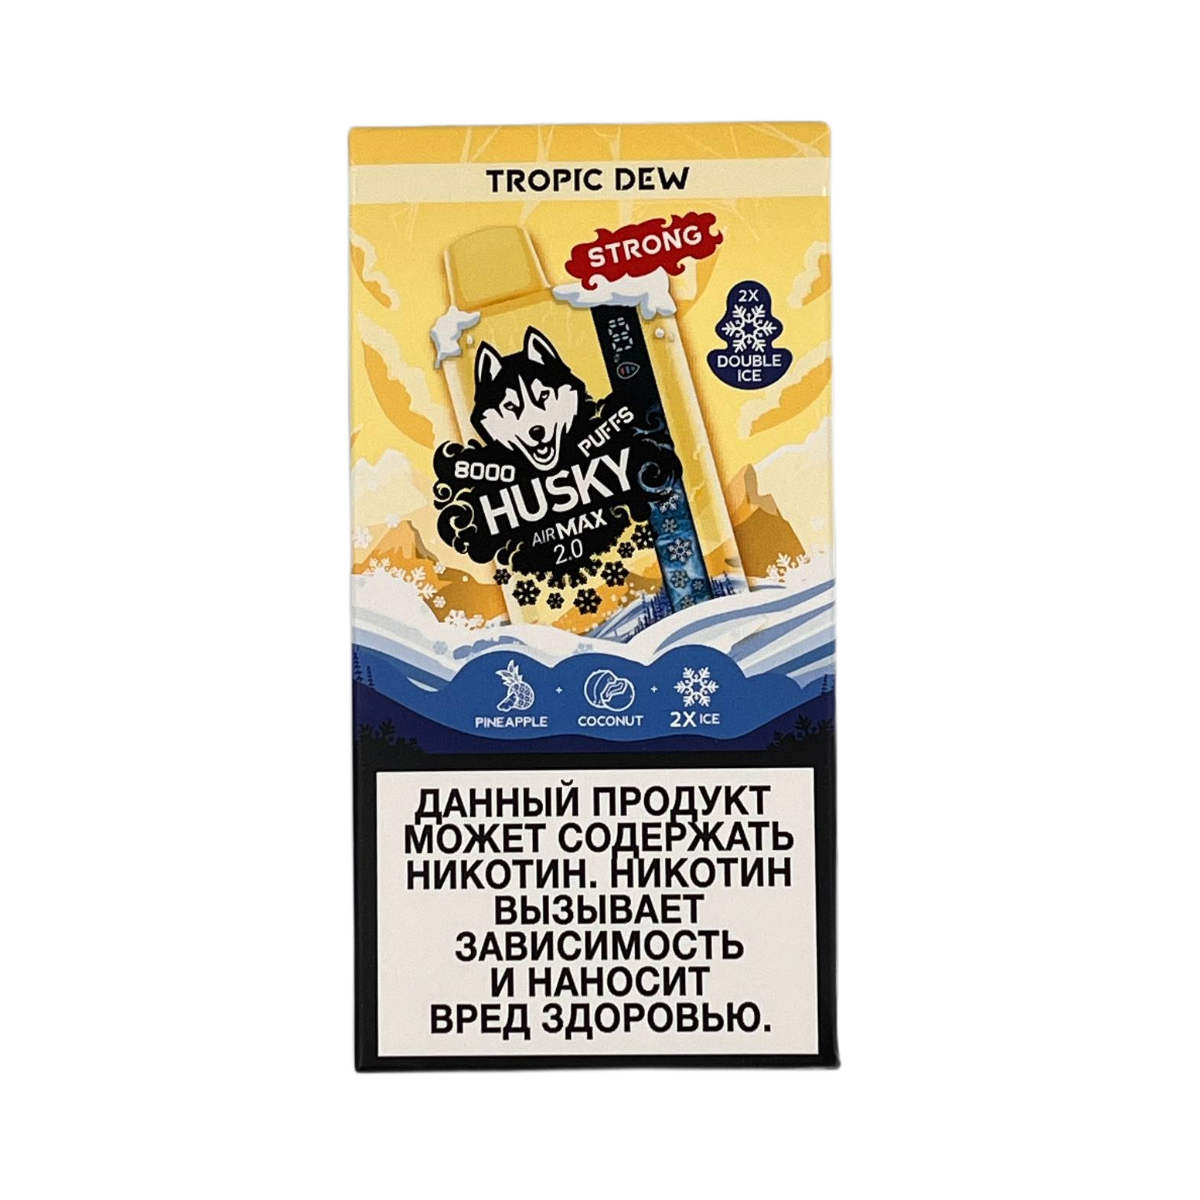 TROPIC DEW
STRONG
2X
DOUBLE
ICE
8000 PUFFS
HUSKY
AIR MAX
2.0
PINEAPPLE + COCONUT + 2X ICE
ДАННЫЙ ПРОДУКТ
МОЖЕТ СОДЕРЖАТЬ
НИКОТИН. НИКОТИН
ВЫЗЫВАЕТ
ЗАВИСИМОСТЬ
И НАНОСИТ
ВРЕД ЗДОРОВЬЮ.